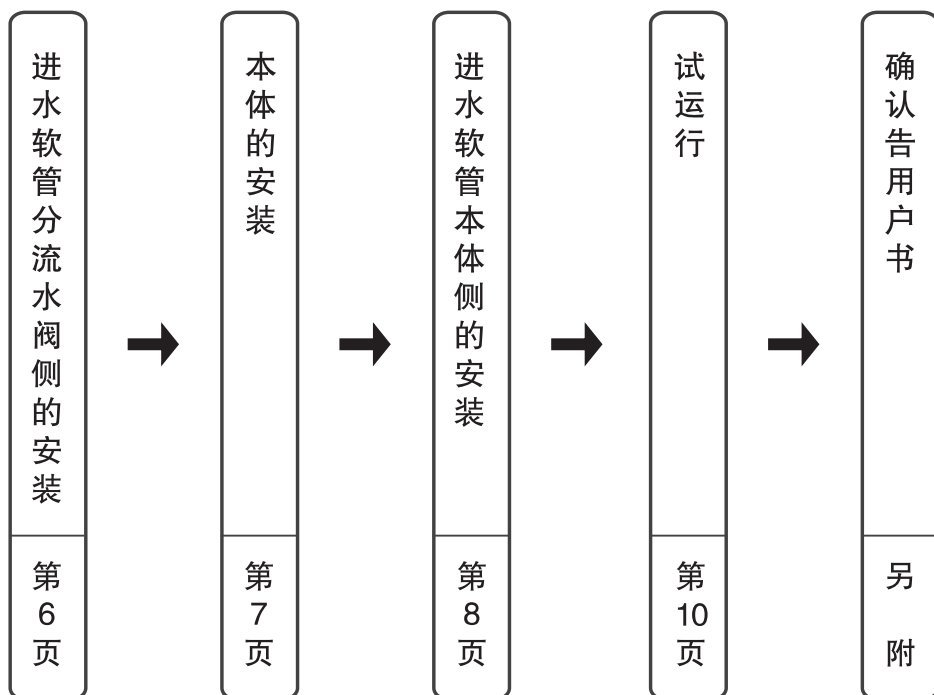 进水软管分流水阀侧的安装
第6页
本体的安装
第7页
进水软管本体侧的安装
第8页
试运行
第10页
确认告用户书
另附